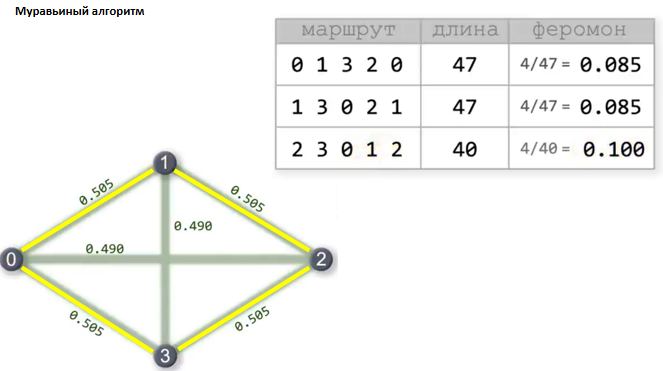 Муравьиный алгоритм
маршрут длина феромон
0 1 3 2 0 47 4/47 = 0.085
1 3 0 2 1 47 4/47 = 0.085
2 3 0 1 2 40 4/40 = 0.100
1
0.505 0.505
0.490
0.490
0 2
0.505 0.505
3